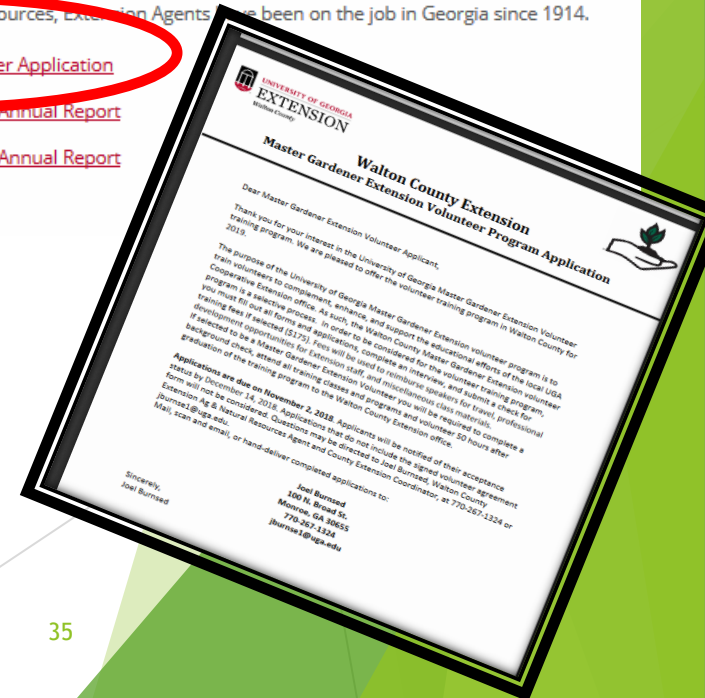 ources, Extension Agents have been on the job in Georgia since 1914.
er Application
Annual Report
Annual Report
UNIVERSITY OF GEORGIA
EXTENSION
Walton County
Walton County Extension
Master Gardener Extension Volunteer Program Application
Dear Master Gardener Extension Volunteer Applicant,
Thank you for your interest in the University of Georgia Master Gardener Extension Volunteer
training program. We are pleased to offer the volunteer training program in Walton County for
2019.
The purpose of the University of Georgia Master Gardener Extension volunteer program is to
train volunteers to complement, enhance, and support the educational efforts of the local UGA
Cooperative Extension office. As such, the Walton County Master Gardener Extension volunteer
program is a selective process. In order to be considered for the volunteer training program,
you must fill out all forms and applications, complete an interview, and submit a check for
training fees if selected ($175). Fees will be used to reimburse speakers for travel, professional
development opportunities for Extension staff, and miscellaneous class materials.
If selected to be a Master Gardener Extension Volunteer you will be required to complete a
background check, attend all training classes and programs and volunteer 50 hours after
graduation of the training program to the Walton County Extension office.
Applications are due on November 2, 2018. Applicants will be notified of their acceptance
status by December 14, 2018. Applications that do not include the signed volunteer agreement
form will not be considered. Questions may be directed to Joel Burnsed, Walton County
Extension Ag & Natural Resources Agent and County Extension Coordinator, at 770-267-1324 or
jburnse1@uga.edu.
Mail, scan and email, or hand-deliver completed applications to:
Joel Burnsed
100 N. Broad St.
Monroe, GA 30655
770-267-1324
jburnse1@uga.edu
Sincerely,
Joel Burnsed
35